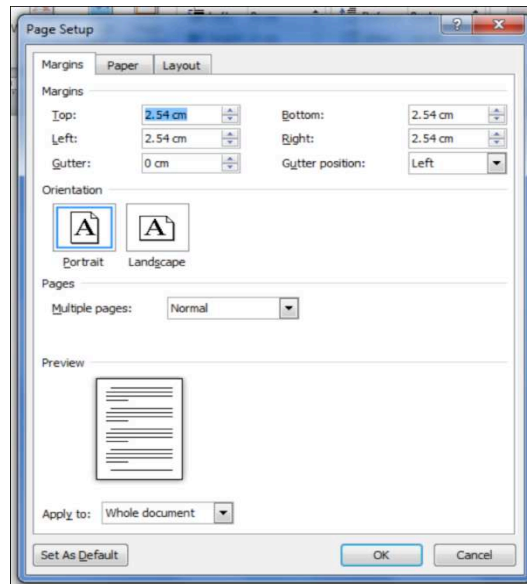 Page Setup
Margins Paper Layout
Margins
Top: 2.54 cm Bottom: 2.54 cm
Left: 2.54 cm Right: 2.54 cm
Gutter: 0 cm Gutter position: Left
Orientation
A A
Portrait Landscape
Pages
Multiple pages: Normal
Preview
Apply to: Whole document
Set As Default OK Cancel